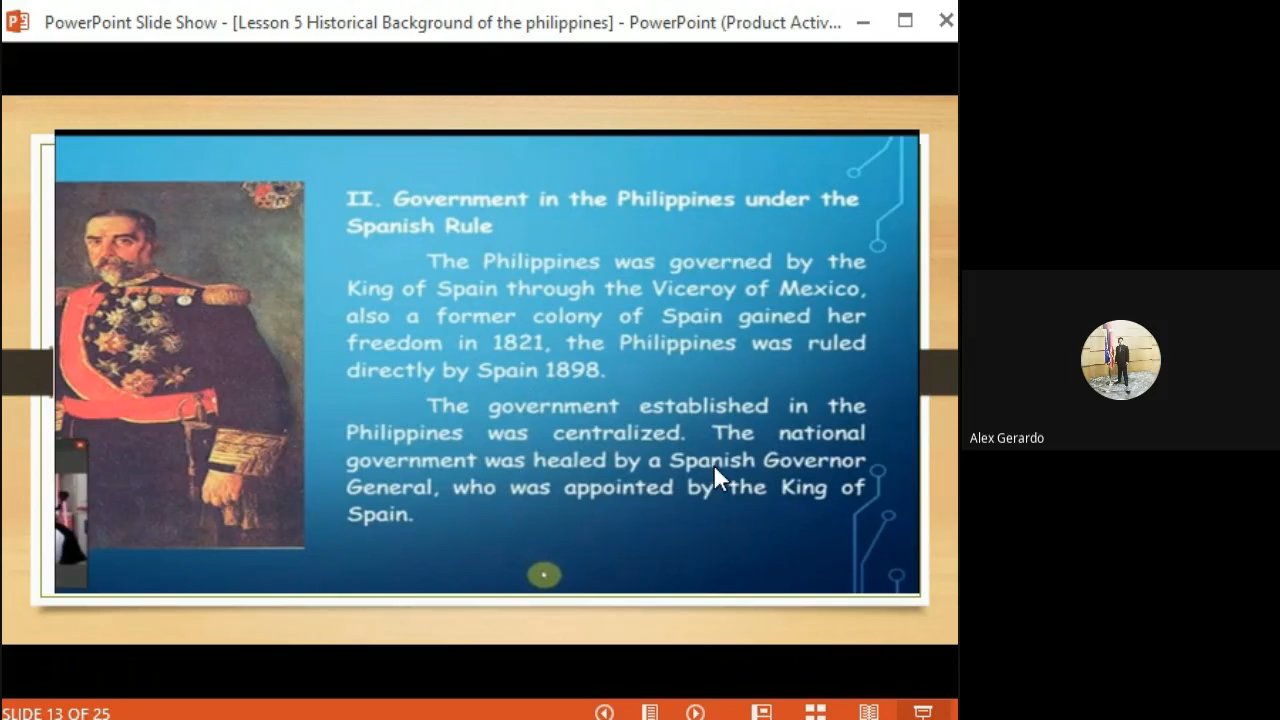 PowerPoint Slide Show - [Lesson 5 Historical Background of the philippines] - PowerPoint (Product Activ...
II. Government in the Philippines under the
Spanish Rule
The Philippines was governed by the
King of Spain through the Viceroy of Mexico,
also a former colony of Spain gained her
freedom in 1821, the Philippines was ruled
directly by Spain 1898.
The government established in the
Philippines was centralized. The national
government was healed by a Spanish Governor
General, who was appointed by the King of
Spain.
Alex Gerardo
SLIDE 13 OF 25